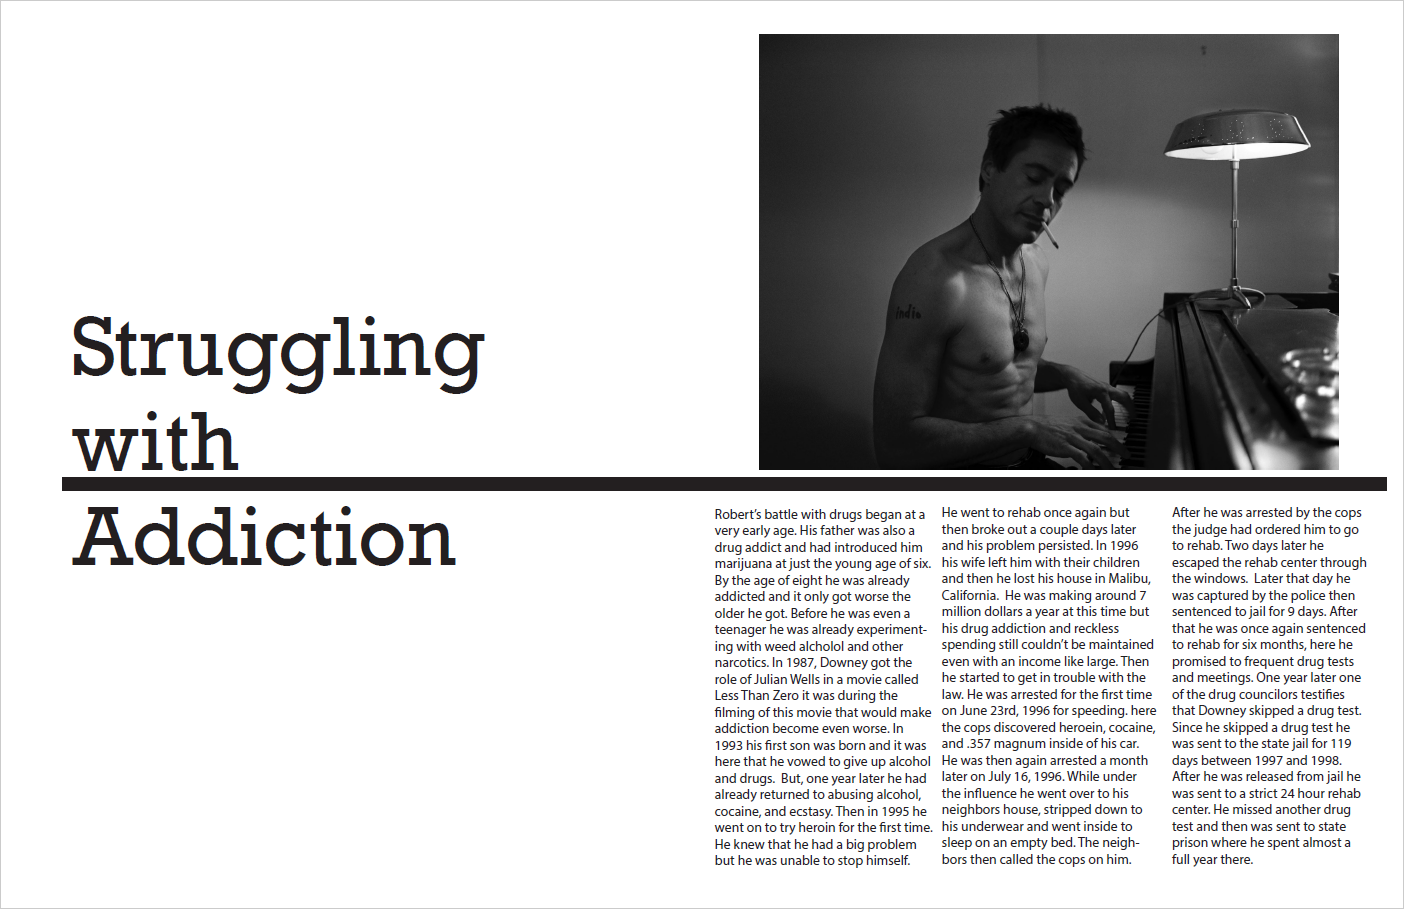 Struggling
with
Addiction
india
Robert's battle with drugs began at a
very early age. His father was also a
drug addict and had introduced him
marijuana at just the young age of six.
By the age of eight he was already
addicted and it only got worse the
older he got. Before he was even a
teenager he was already experiment-
ing with weed alcholol and other
narcotics. In 1987, Downey got the
role of Julian Wells in a movie called
Less Than Zero it was during the
filming of this movie that would make
addiction become even worse. In
1993 his first son was born and it was
here that he vowed to give up alcohol
and drugs.  But, one year later he had
already returned to abusing alcohol,
cocaine, and ecstasy. Then in 1995 he
went on to try heroin for the first time.
He knew that he had a big problem
but he was unable to stop himself.
He went to rehab once again but
then broke out a couple days later
and his problem persisted. In 1996
his wife left him with their children
and then he lost his house in Malibu,
California.  He was making around 7
million dollars a year at this time but
his drug addiction and reckless
spending still couldn't be maintained
even with an income like large. Then
he started to get in trouble with the
law. He was arrested for the first time
on June 23rd, 1996 for speeding. here
the cops discovered heroein, cocaine,
and .357 magnum inside of his car.
He was then again arrested a month
later on July 16, 1996. While under
the influence he went over to his
neighbors house, stripped down to
his underwear and went inside to
sleep on an empty bed. The neigh-
bors then called the cops on him.
After he was arrested by the cops
the judge had ordered him to go
to rehab. Two days later he
escaped the rehab center through
the windows.  Later that day he
was captured by the police then
sentenced to jail for 9 days. After
that he was once again sentenced
to rehab for six months, here he
promised to frequent drug tests
and meetings. One year later one
of the drug councilors testifies
that Downey skipped a drug test.
Since he skipped a drug test he
was sent to the state jail for 119
days between 1997 and 1998.
After he was released from jail he
was sent to a strict 24 hour rehab
center. He missed another drug
test and then was sent to state
prison where he spent almost a
full year there.